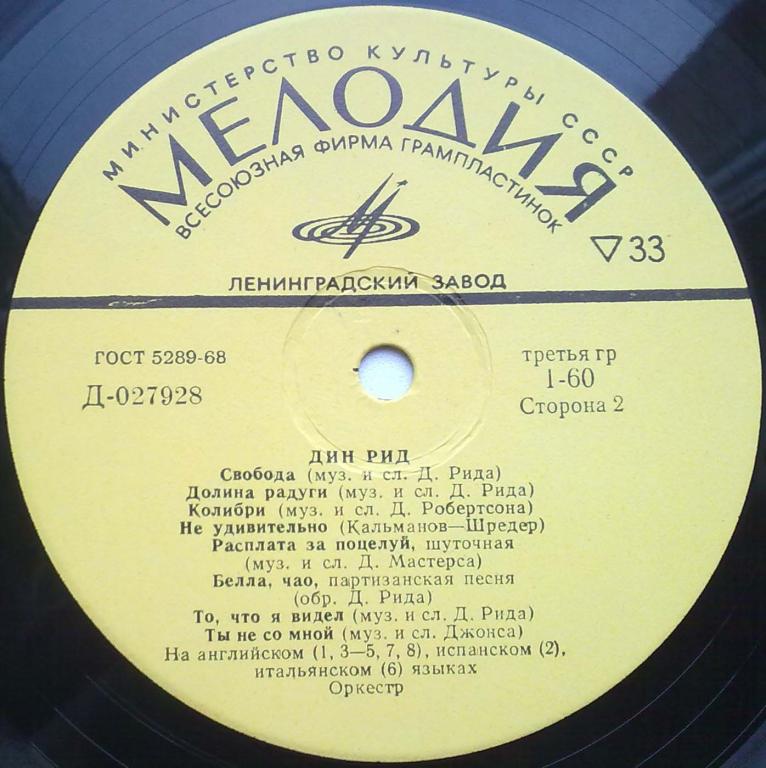 МИНИСТЕРСТВО КУЛЬТУРЫ СССР
МЕЛОДИЯ
ВСЕСОЮЗНАЯ ФИРМА ГРАМПЛАСТИНОК
▽33
ЛЕНИНГРАДСКИЙ ЗАВОД
ГОСТ 5289-68
Д-027928
третья гр
1-60
Сторона 2
ДИН РИД
Свобода (муз. и сл. Д. Рида)
Долина радуги (муз. и сл. Д. Рида)
Колибри (муз. и сл. Д. Робертсона)
Не удивительно (Кальманов—Шредер)
Расплата за поцелуй, шуточная
(муз. и сл. Д. Мастерса)
Белла, чао, партизанская песня
(обр. Д. Рида)
То, что я видел (муз. и сл. Д. Рида)
Ты не со мной (муз. и сл. Джонса)
На английском (1, 3—5, 7, 8), испанском (2),
итальянском (6) языках
Оркестр